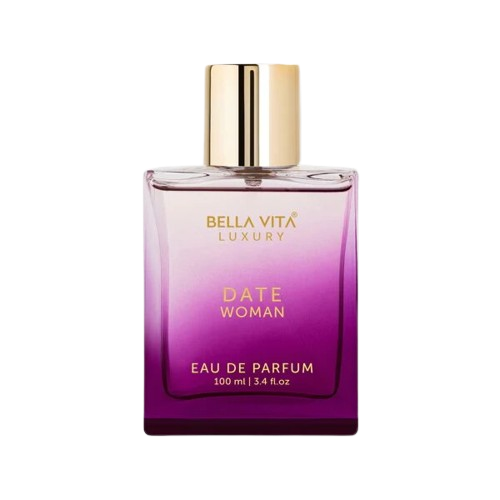 BELLA VITA®
LUXURY
DATE
WOMAN
EAU DE PARFUM
100 ml | 3.4 fl.oz